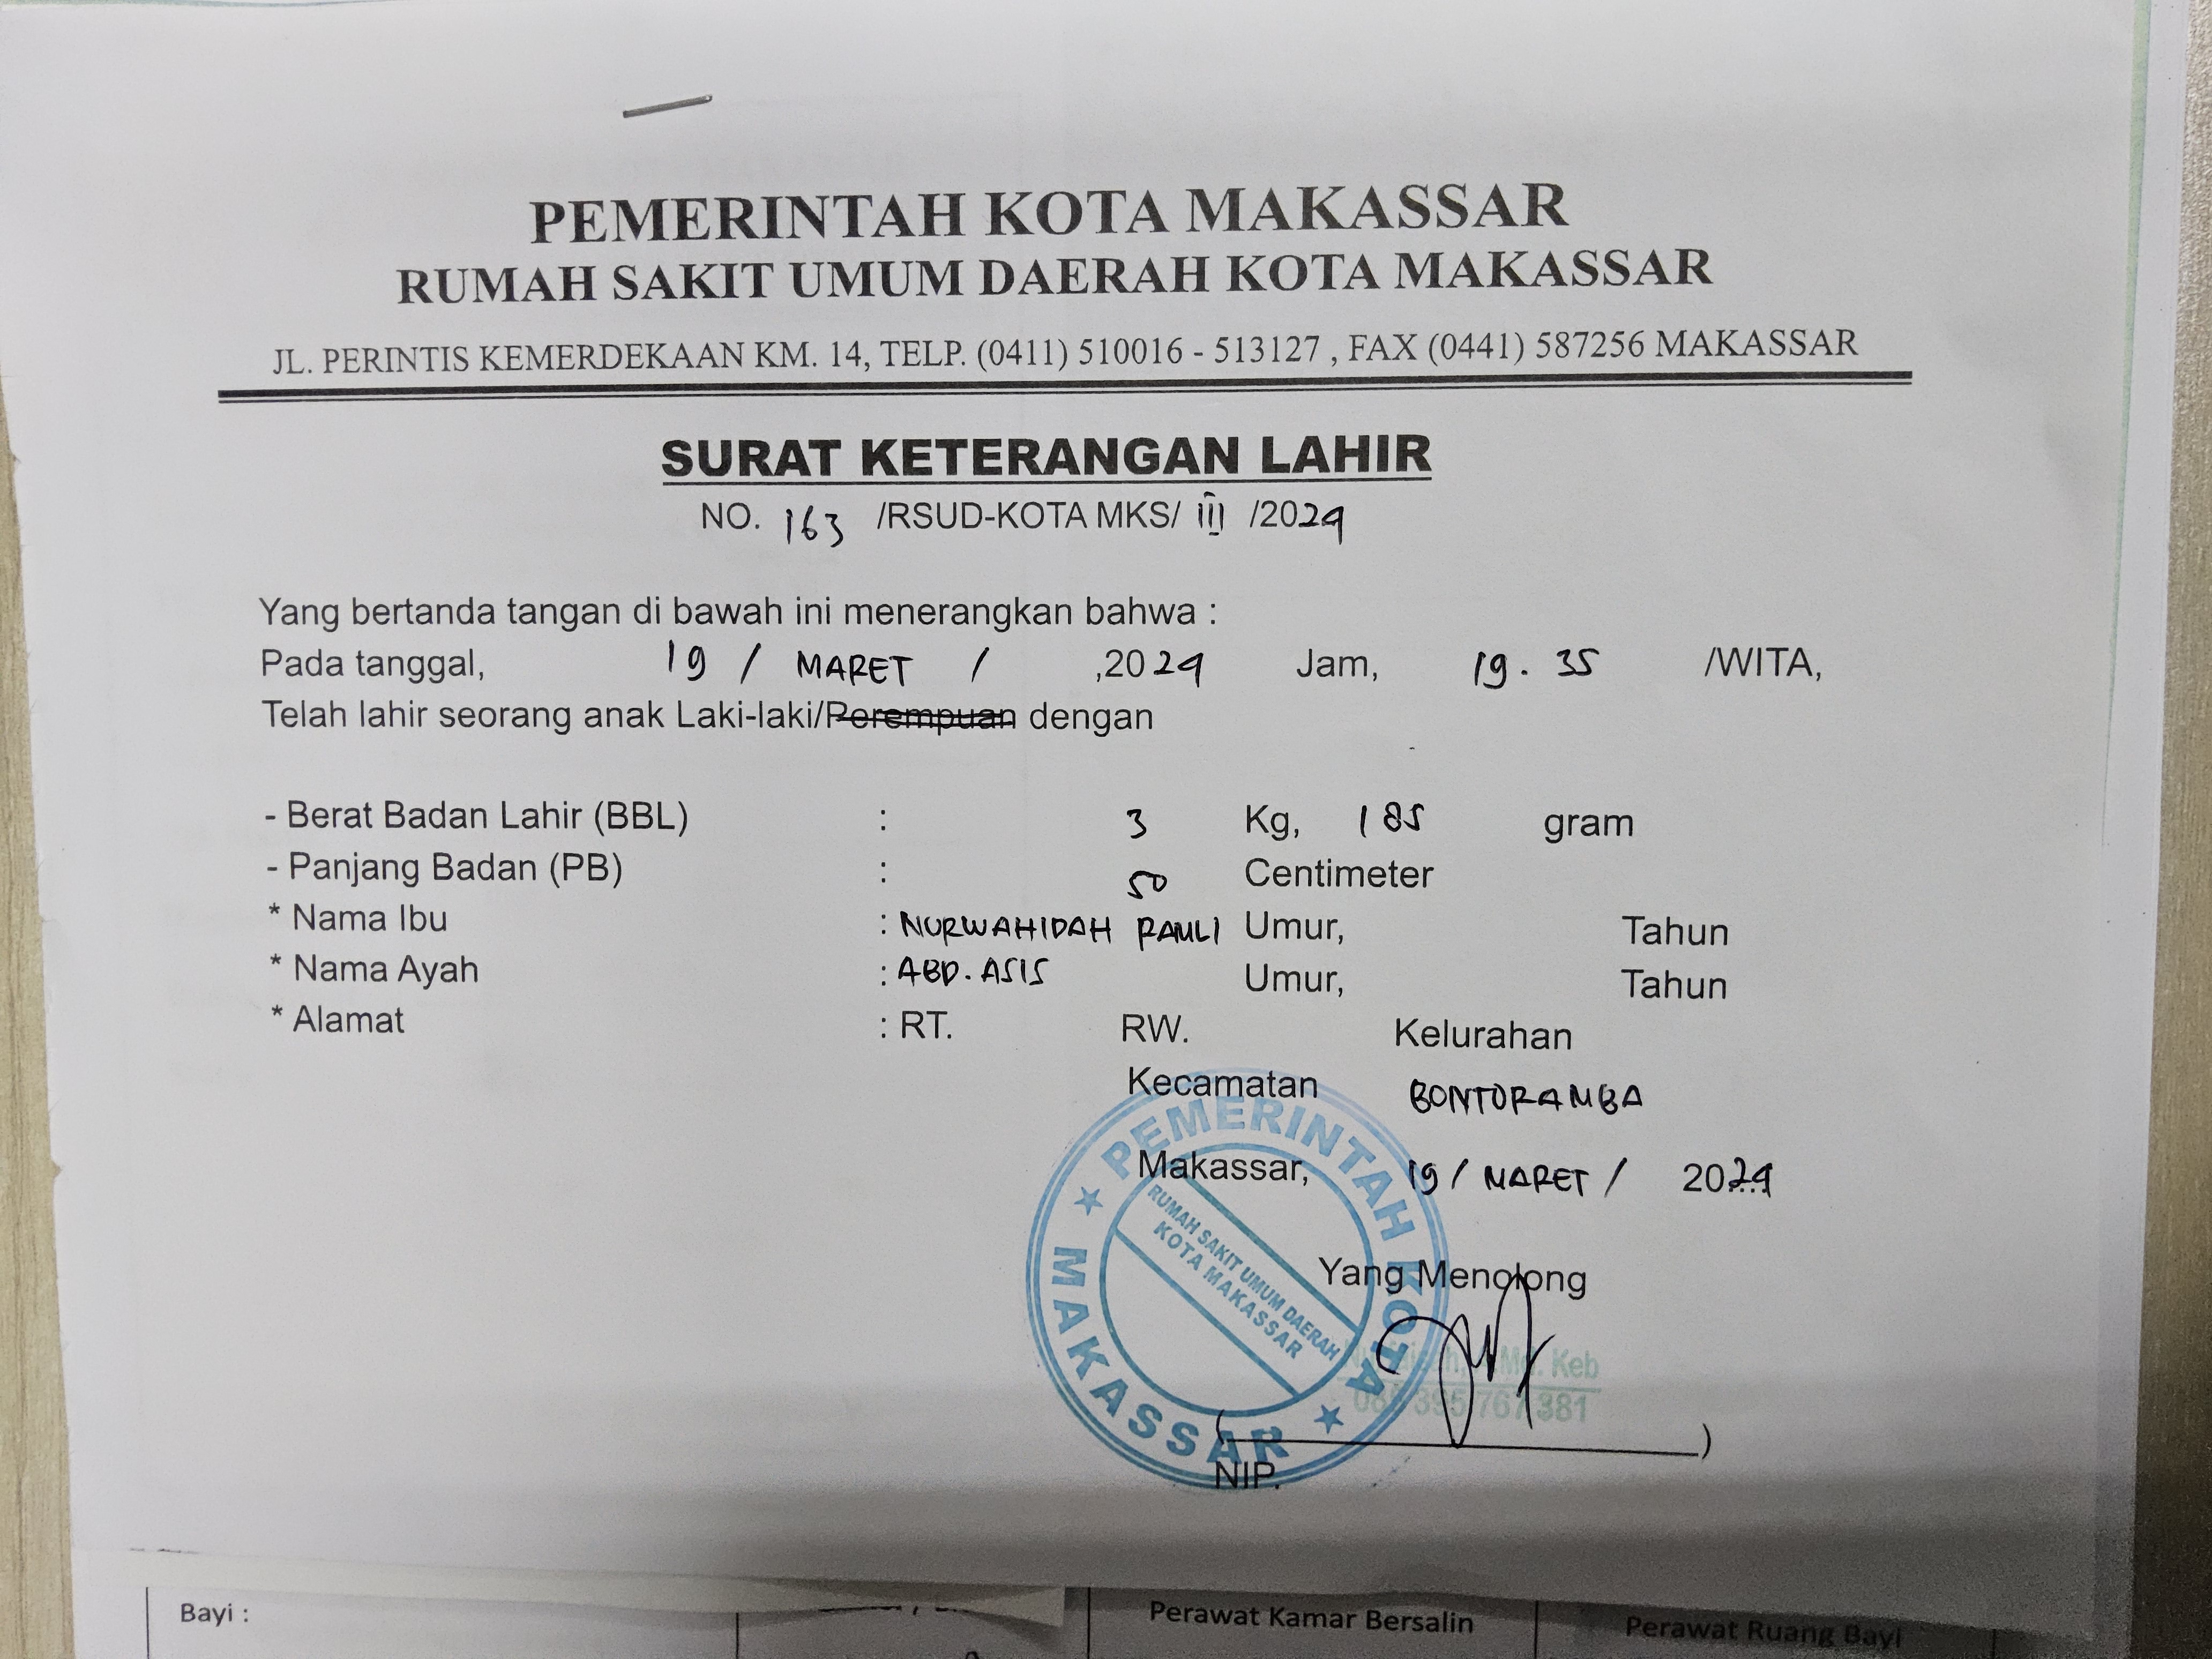 PEMERINTAH KOTA MAKASSAR
RUMAH SAKIT UMUM DAERAH KOTA MAKASSAR
JL. PERINTIS KEMERDEKAAN KM. 14, TELP. (0411) 510016 - 513127 , FAX (0441) 587256 MAKASSAR
SURAT KETERANGAN LAHIR
NO. 163 /RSUD-KOTA MKS/ iii /2024
Yang bertanda tangan di bawah ini menerangkan bahwa :
Pada tanggal, 19 / MARET / ,2024 Jam, 19.35 /WITA,
Telah lahir seorang anak Laki-laki/Perempuan dengan
- Berat Badan Lahir (BBL) : 3 Kg, 185 gram
- Panjang Badan (PB) : 50 Centimeter
* Nama Ibu : NURWAHIDAH RAULI Umur, Tahun
* Nama Ayah : ABD. ASIS Umur, Tahun
* Alamat : RT. RW. Kelurahan
Kecamatan BONTORAMBA
Makassar, 19 / MARET / 2024
Yang Menolong
PEMERINTAH KOTA
MAKASSAR
RUMAH SAKIT UMUM DAERAH
KOTA MAKASSAR
Keb
( )
NIP.
Bayi :
Perawat Kamar Bersalin
Perawat Ruang Bayi